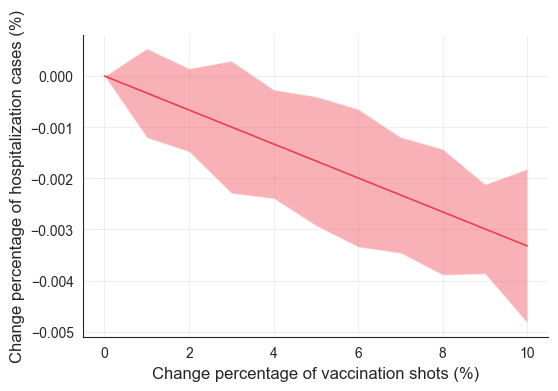 Change percentage of hospitalization cases (%)
0.000
−0.001
−0.002
−0.003
−0.004
−0.005
0 2 4 6 8 10
Change percentage of vaccination shots (%)